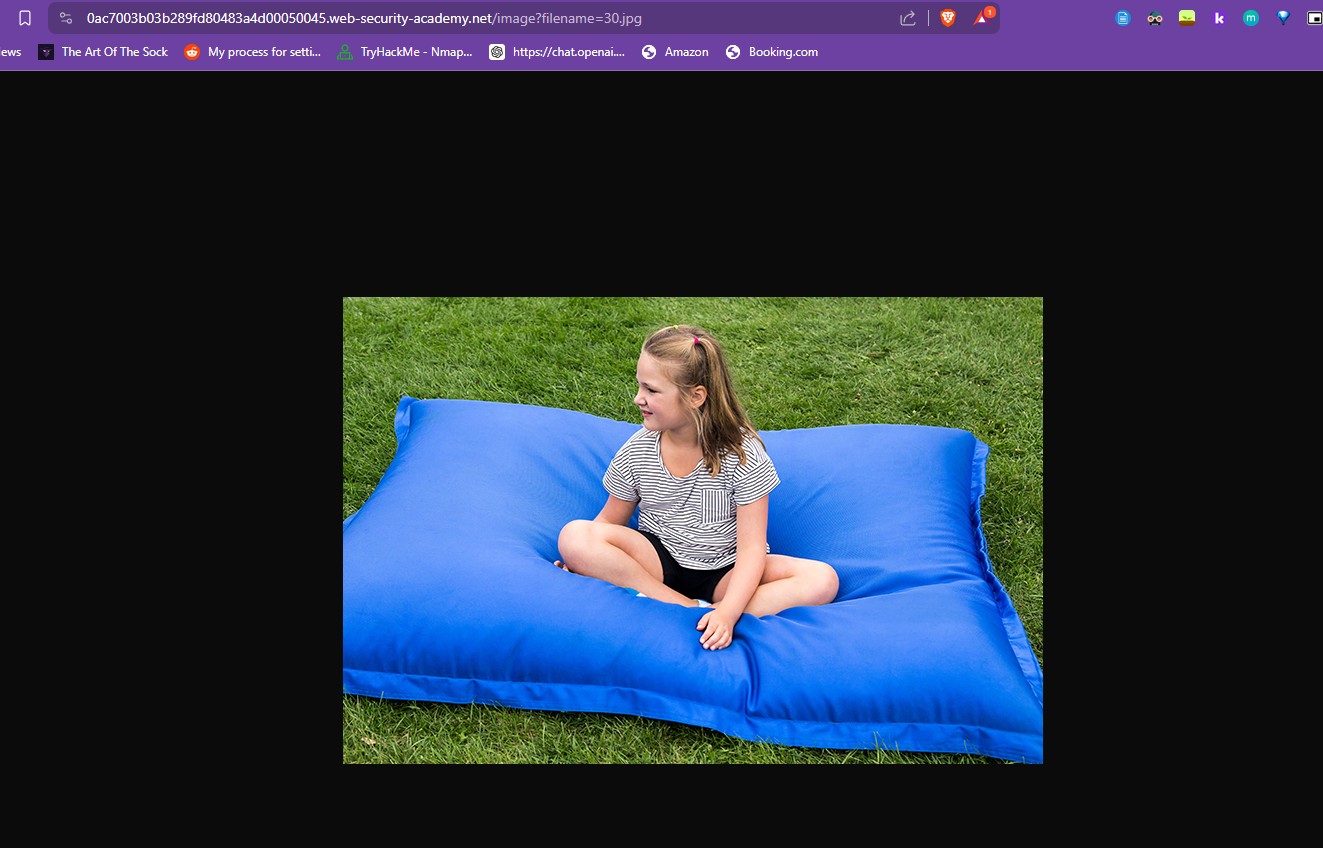 0ac7003b03b289fd80483a4d00050045.web-security-academy.net/image?filename=30.jpg
1
k
m
ews
The Art Of The Sock
My process for setti...
TryHackMe - Nmap...
https://chat.openai....
Amazon
Booking.com